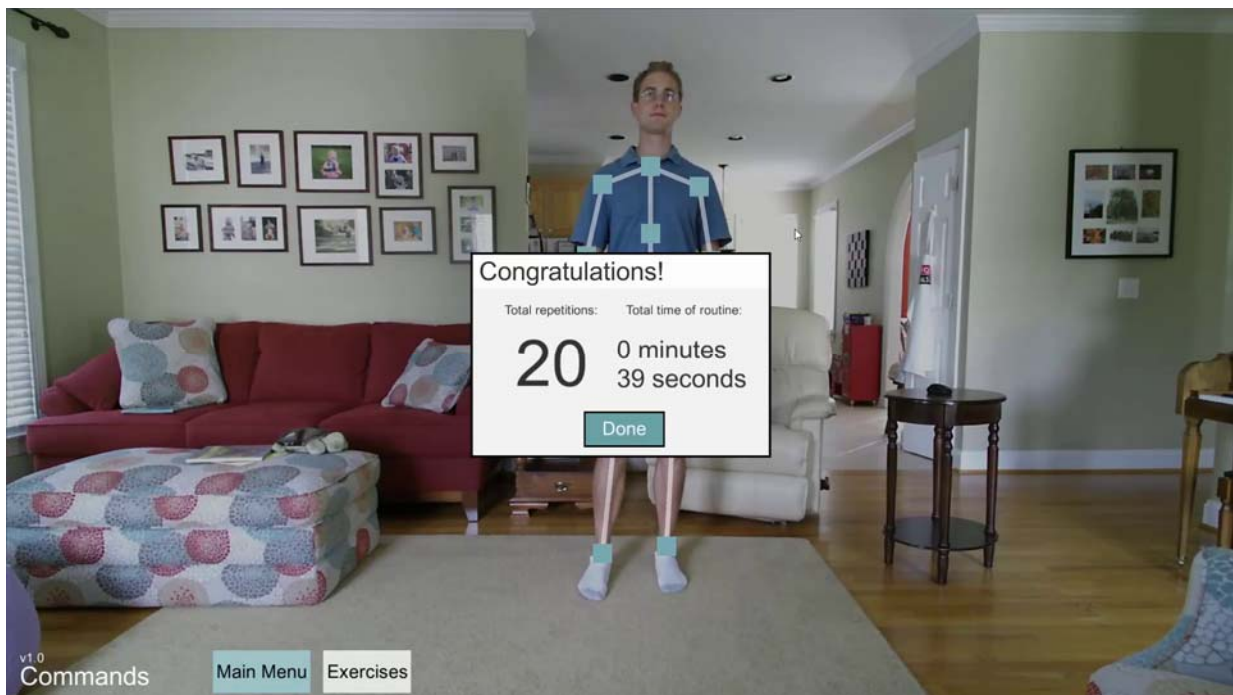 Congratulations!
Total repetitions: Total time of routine:
20
0 minutes
39 seconds
Done
v1.0
Commands
Main Menu Exercises